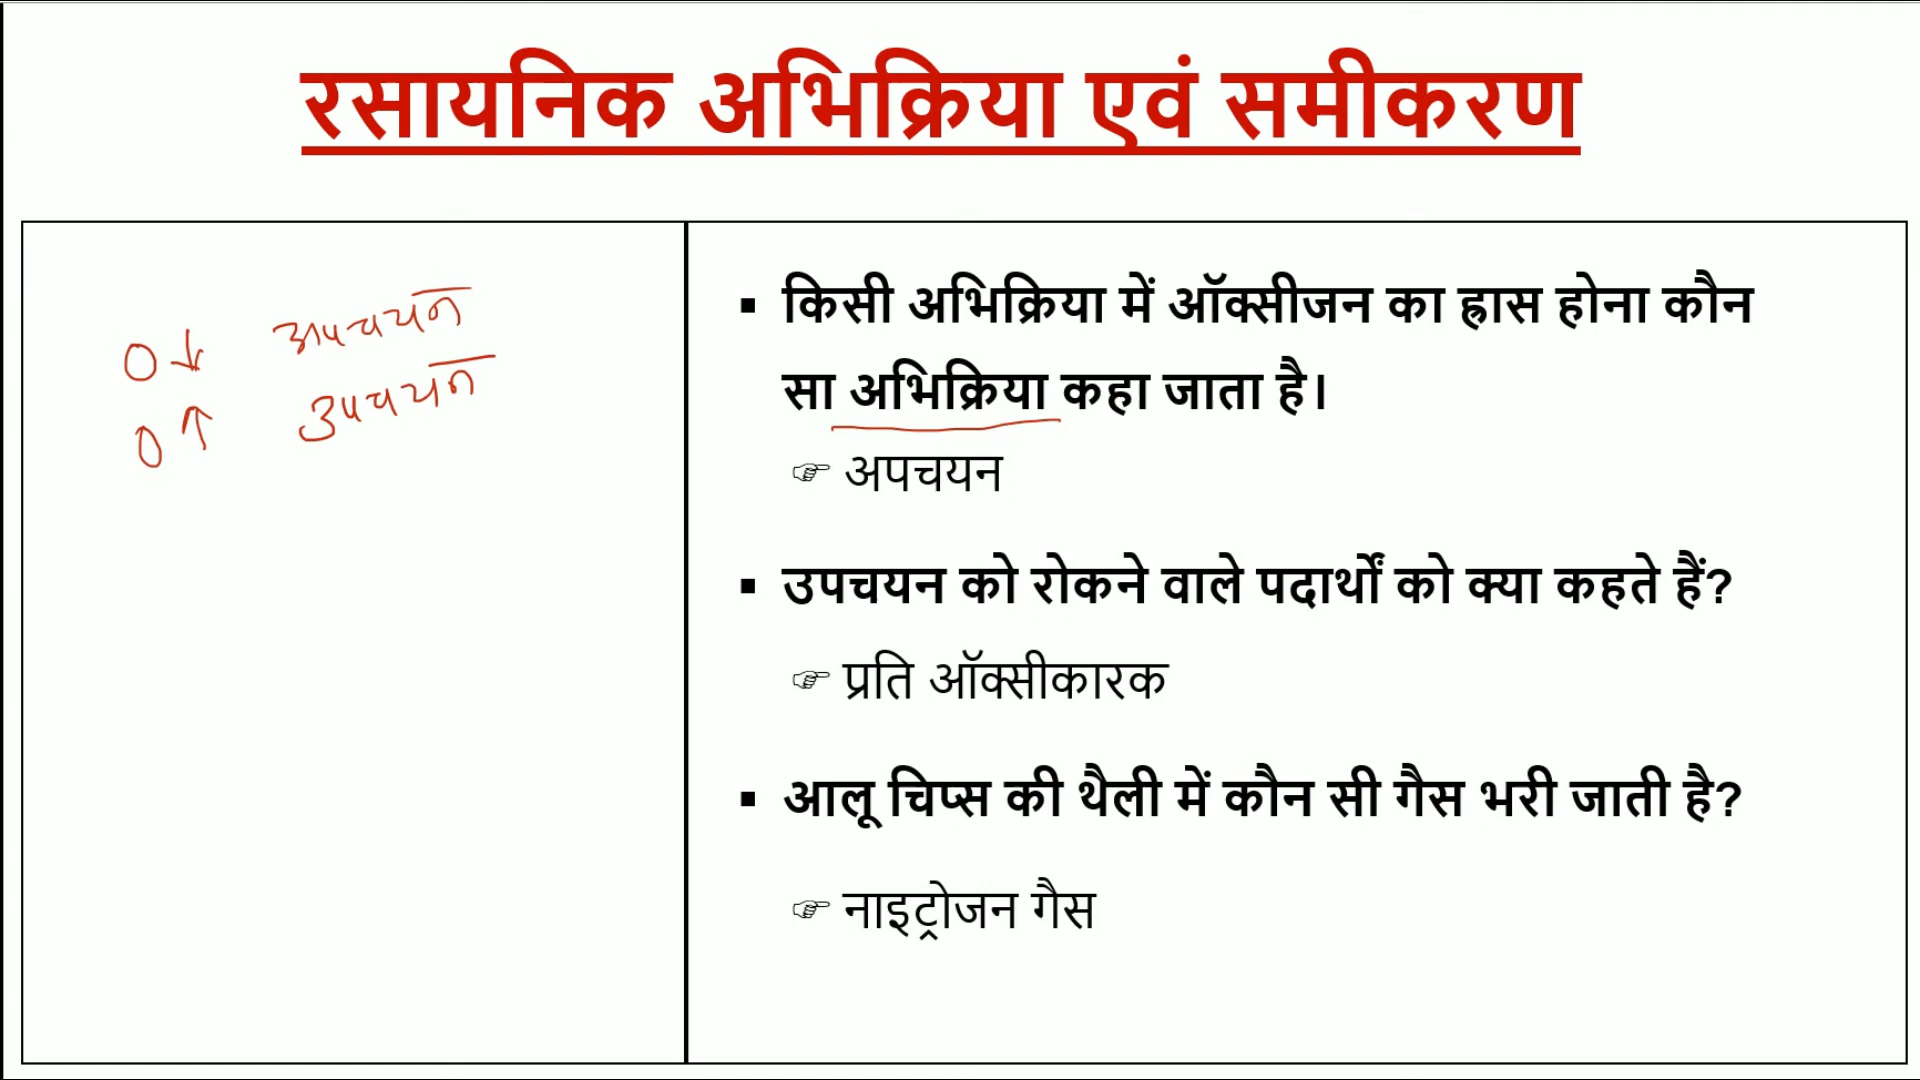 रसायनिक अभिक्रिया एवं समीकरण
O↓ अपचयन
O↑ उपचयन
▪ किसी अभिक्रिया में ऑक्सीजन का ह्रास होना कौन
सा अभिक्रिया कहा जाता है।
☞ अपचयन
▪ उपचयन को रोकने वाले पदार्थों को क्या कहते हैं?
☞ प्रति ऑक्सीकारक
▪ आलू चिप्स की थैली में कौन सी गैस भरी जाती है?
☞ नाइट्रोजन गैस